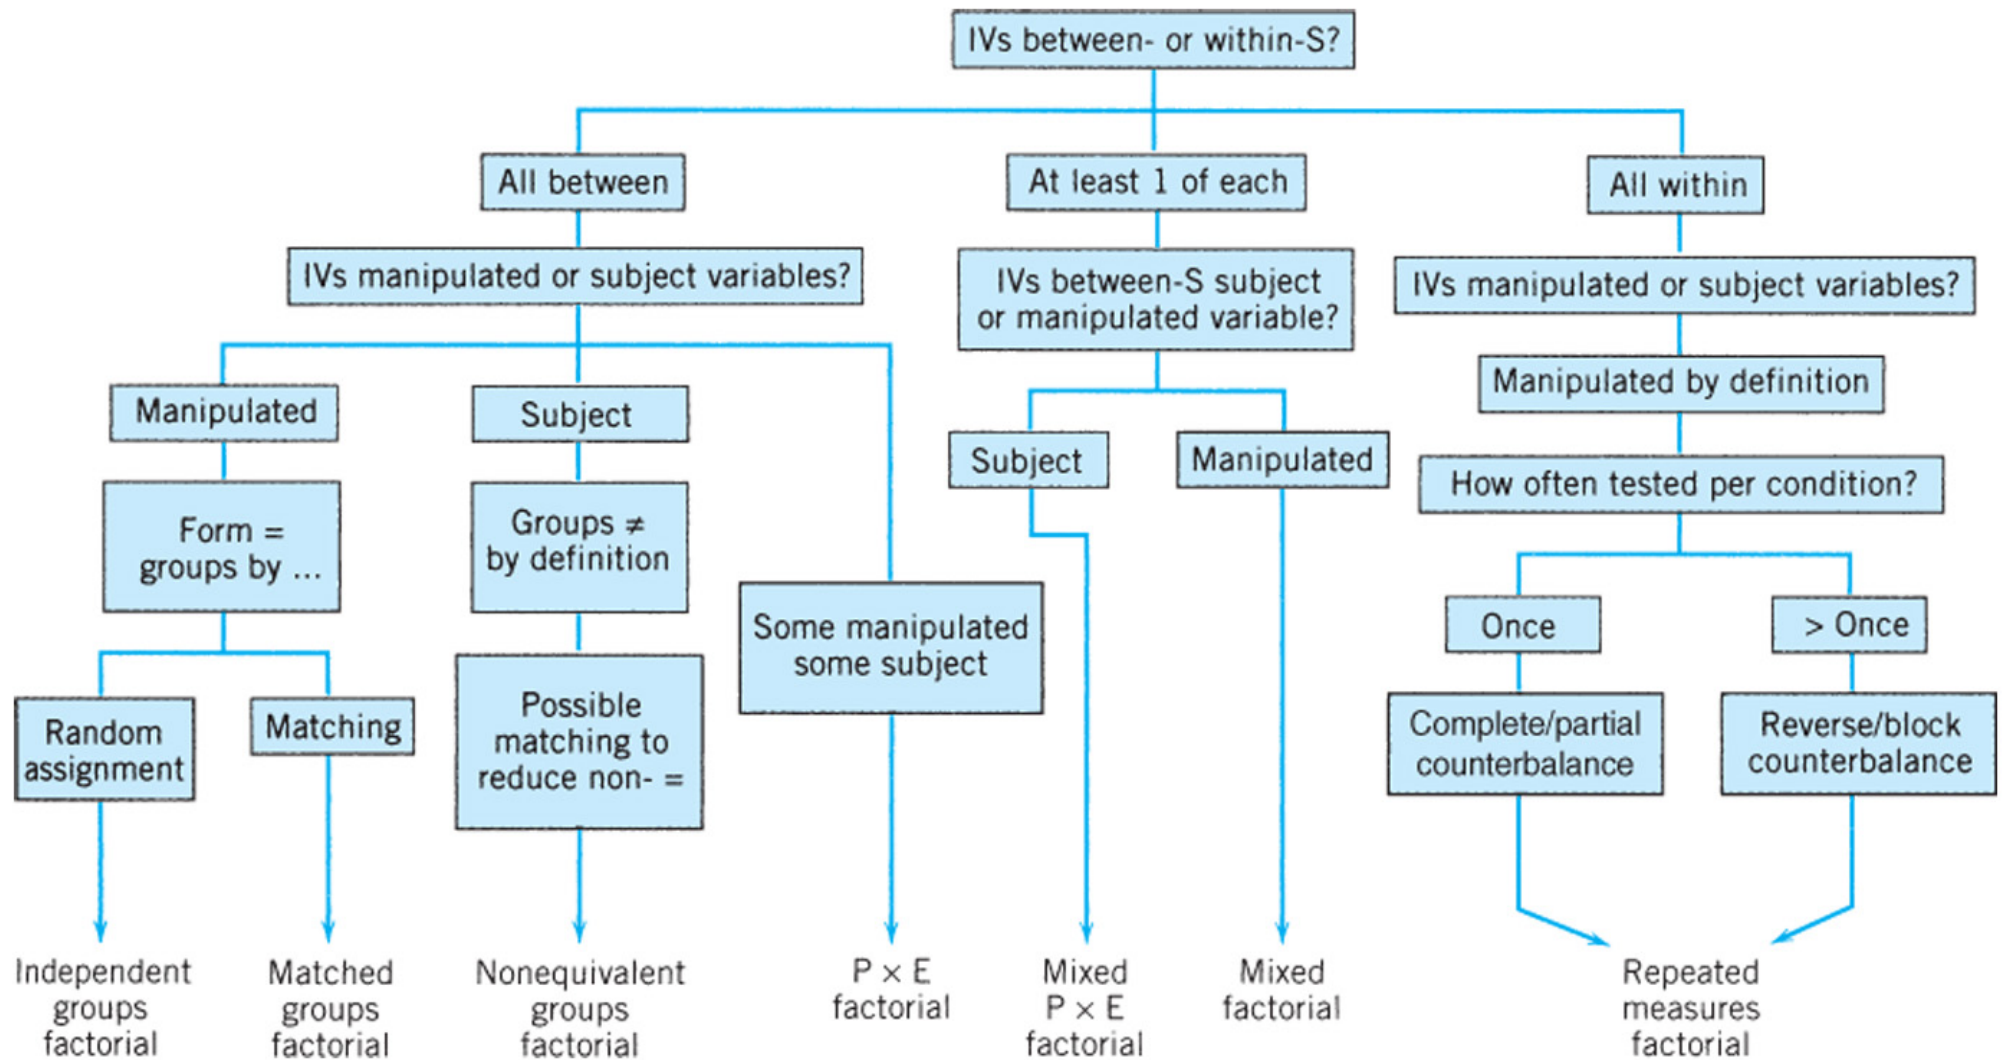 IVs between- or within-S?
All between
At least 1 of each
All within
IVs manipulated or subject variables?
IVs between-S subject
or manipulated variable?
IVs manipulated or subject variables?
Manipulated
Subject
Manipulated by definition
Subject
Manipulated
How often tested per condition?
Form =
groups by ...
Groups ≠
by definition
Some manipulated
some subject
Once
> Once
Random
assignment
Matching
Possible
matching to
reduce non- =
Complete/partial
counterbalance
Reverse/block
counterbalance
Independent
groups
factorial
Matched
groups
factorial
Nonequivalent
groups
factorial
P × E
factorial
Mixed
P × E
factorial
Mixed
factorial
Repeated
measures
factorial